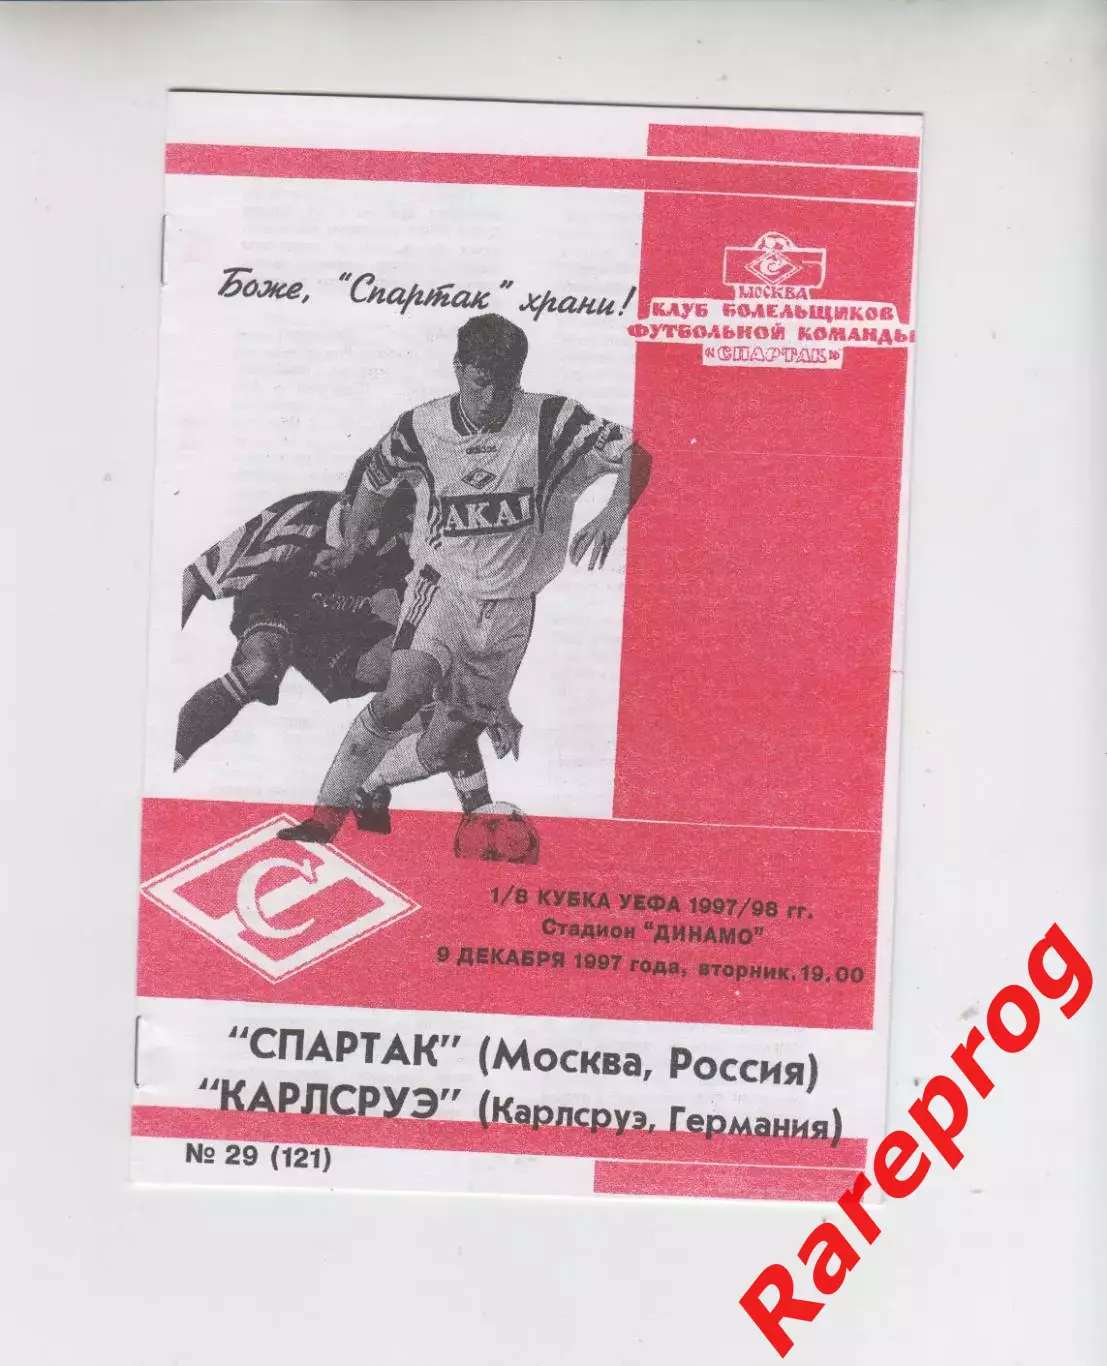 Боже, "Спартак" храни!
МОСКВА
КЛУБ БОЛЕЛЬЩИКОВ
ФУТБОЛЬНОЙ КОМАНДЫ
«СПАРТАК»
adidas
AKAI
1/8 КУБКА УЕФА 1997/98 гг.
Стадион "ДИНАМО"
9 ДЕКАБРЯ 1997 года, вторник. 19.00
"СПАРТАК" (Москва, Россия)
"КАРЛСРУЭ" (Карлсруэ, Германия)
№ 29 (121)
Rareprog